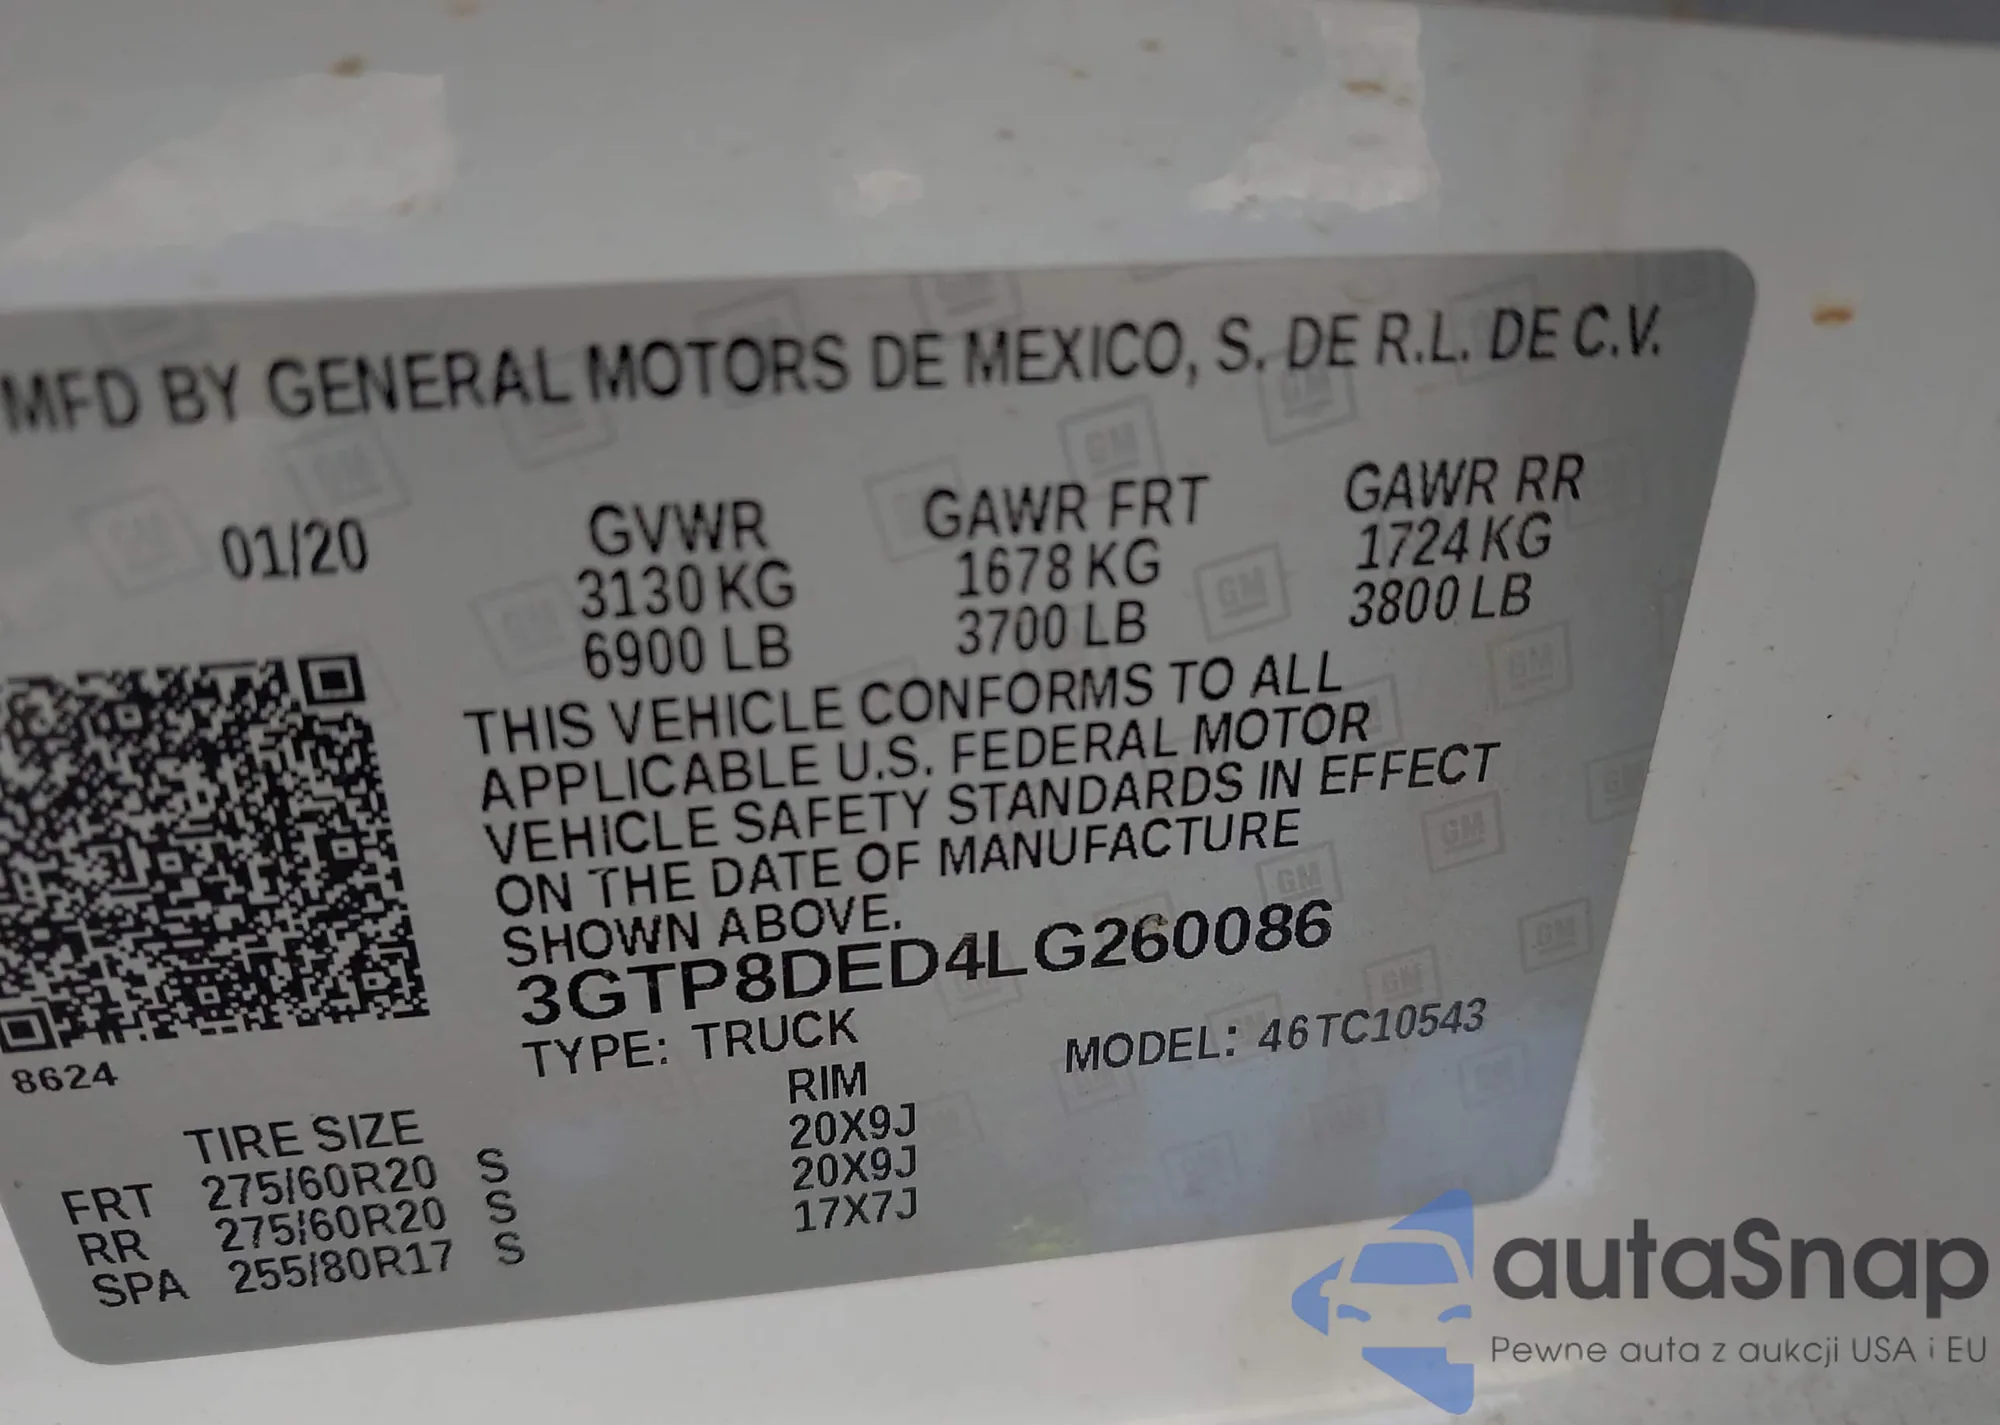 MFD BY GENERAL MOTORS DE MEXICO, S. DE R.L. DE C.V.
01/20 GVWR GAWR FRT GAWR RR
3130 KG 1678 KG 1724 KG
6900 LB 3700 LB 3800 LB
THIS VEHICLE CONFORMS TO ALL
APPLICABLE U.S. FEDERAL MOTOR
VEHICLE SAFETY STANDARDS IN EFFECT
ON THE DATE OF MANUFACTURE
SHOWN ABOVE.
3GTP8DED4LG260086
TYPE: TRUCK MODEL: 46TC10543
8624
TIRE SIZE RIM
FRT 275/60R20 S 20X9J
RR 275/60R20 S 20X9J
SPA 255/80R17 S 17X7J
autaSnap
Pewne auta z aukcji USA i EU